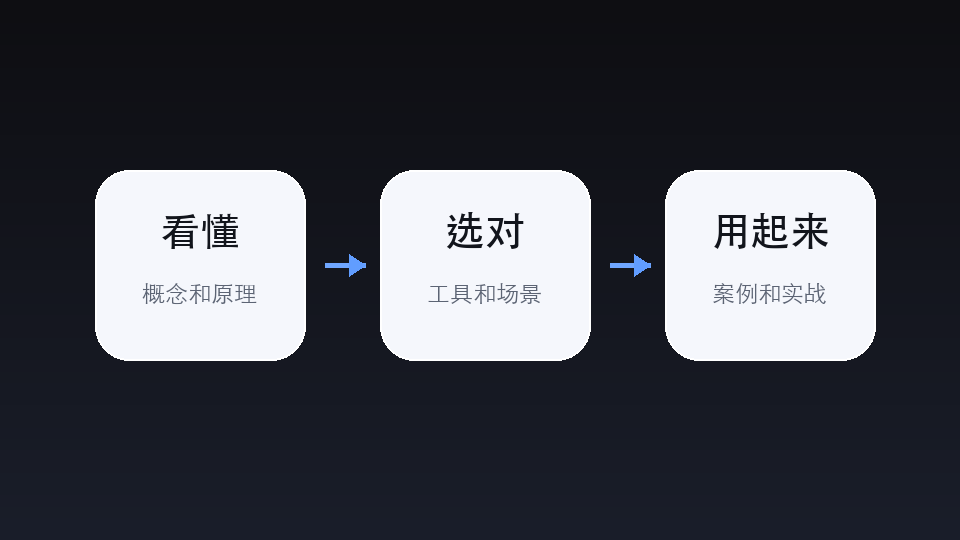 看懂
概念和原理
选对
工具和场景
用起来
案例和实战